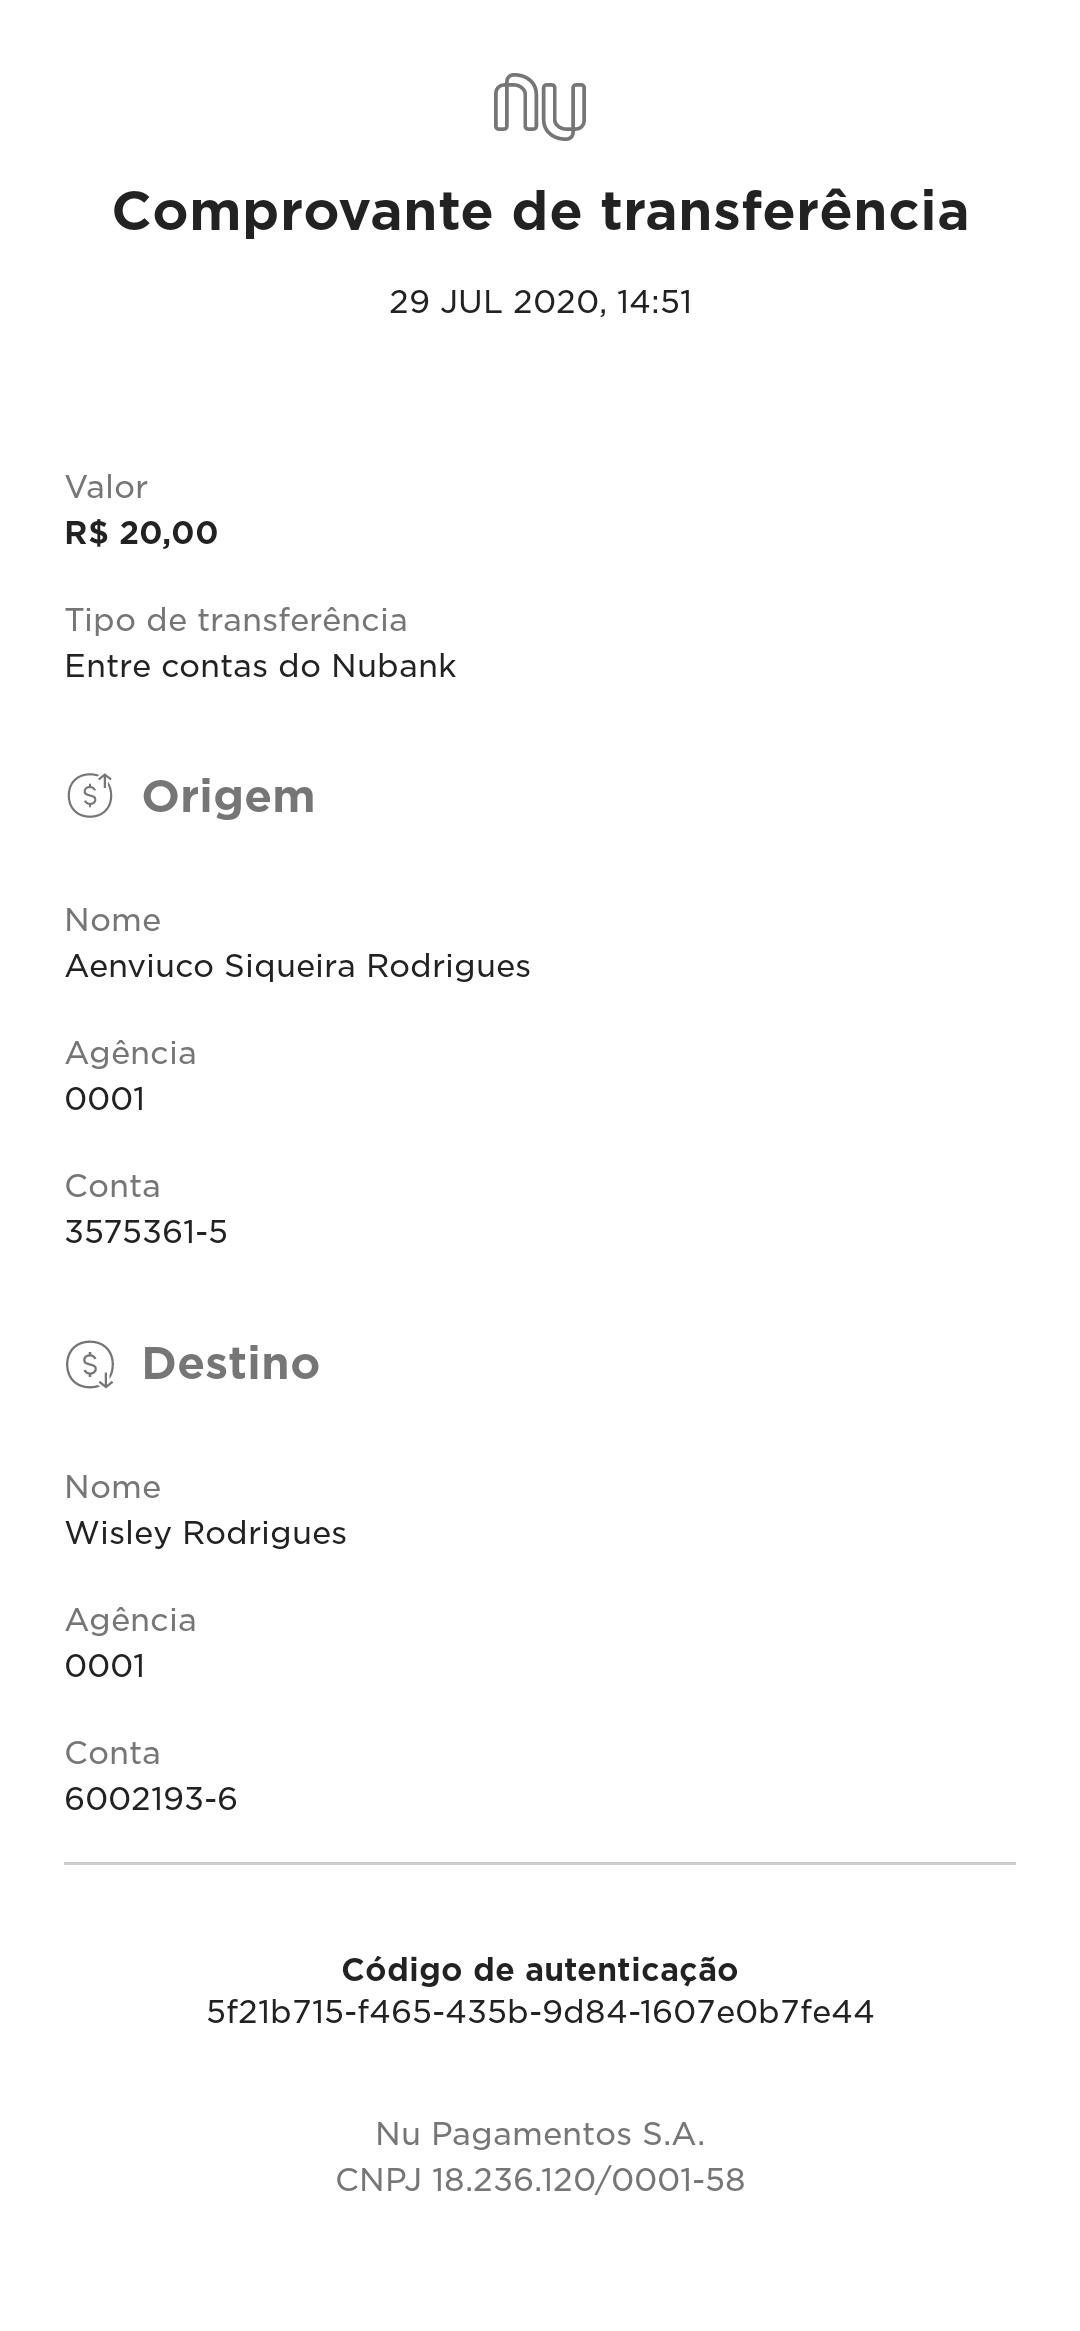 nu
Comprovante de transferência
29 JUL 2020, 14:51
Valor
R$ 20,00
Tipo de transferência
Entre contas do Nubank
Origem
Nome
Aenviuco Siqueira Rodrigues
Agência
0001
Conta
3575361-5
Destino
Nome
Wisley Rodrigues
Agência
0001
Conta
6002193-6
Código de autenticação
5f21b715-f465-435b-9d84-1607e0b7fe44
Nu Pagamentos S.A.
CNPJ 18.236.120/0001-58